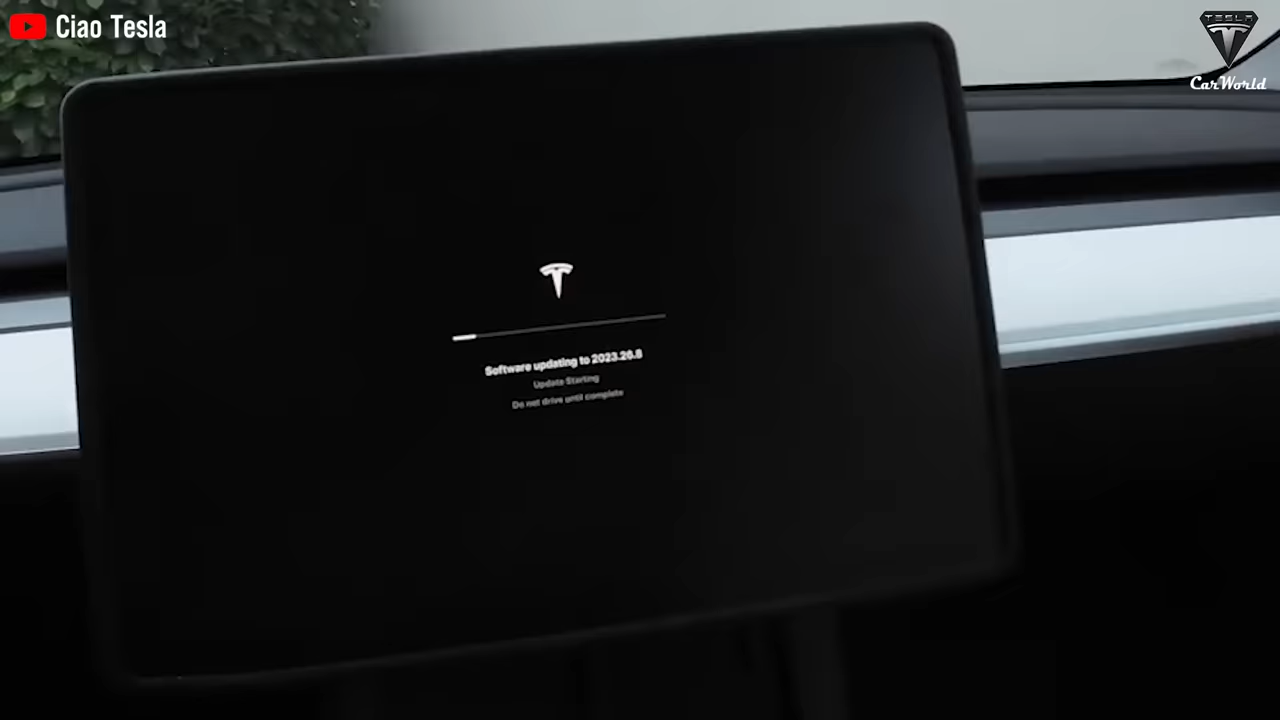 Ciao Tesla
TESLA
CarWorld
Software updating to 2023.26.8
Update Starting
Do not drive until complete